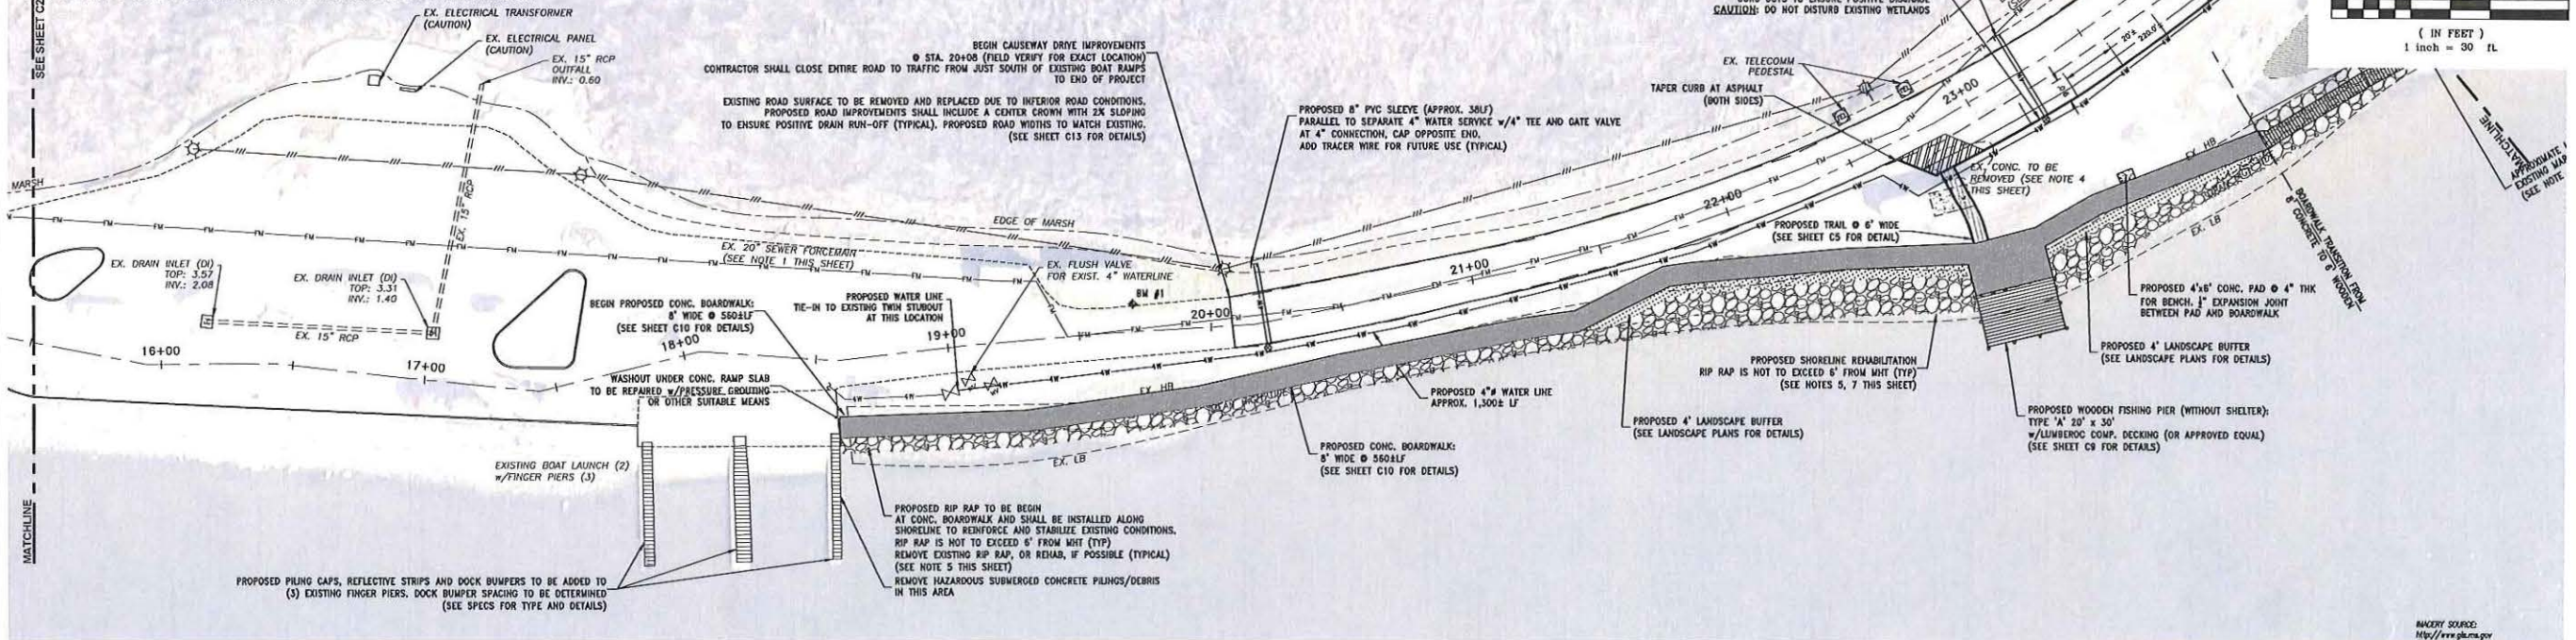 SEE SHEET C2
MATCHLINE
EX. ELECTRICAL TRANSFORMER
(CAUTION)
EX. ELECTRICAL PANEL
(CAUTION)
EX. 15" RCP
OUTFALL
INV.: 0.60
BEGIN CAUSEWAY DRIVE IMPROVEMENTS
@ STA. 20+08 (FIELD VERIFY FOR EXACT LOCATION)
CONTRACTOR SHALL CLOSE ENTIRE ROAD TO TRAFFIC FROM JUST SOUTH OF EXISTING BOAT RAMPS
TO END OF PROJECT
EXISTING ROAD SURFACE TO BE REMOVED AND REPLACED DUE TO INFERIOR ROAD CONDITIONS.
PROPOSED ROAD IMPROVEMENTS SHALL INCLUDE A CENTER CROWN WITH 2% SLOPING
TO ENSURE POSITIVE DRAIN RUN-OFF (TYPICAL). PROPOSED ROAD WIDTHS TO MATCH EXISTING.
(SEE SHEET C13 FOR DETAILS)
PROPOSED 8" PVC SLEEVE (APPROX. 38LF)
PARALLEL TO SEPARATE 4" WATER SERVICE w/4" TEE AND GATE VALVE
AT 4" CONNECTION, CAP OPPOSITE END.
ADD TRACER WIRE FOR FUTURE USE (TYPICAL)
CAUTION: DO NOT DISTURB EXISTING WETLANDS
EX. TELECOMM
PEDESTAL
TAPER CURB AT ASPHALT
(BOTH SIDES)
( IN FEET )
1 inch = 30 ft.
MARSH
EX. 15" RCP
EDGE OF MARSH
EX. 20" SEWER FORCEMAIN
(SEE NOTE 1 THIS SHEET)
EX. DRAIN INLET (DI)
TOP: 3.57
INV.: 2.08
EX. DRAIN INLET (DI)
TOP: 3.31
INV.: 1.40
EX. 15" RCP
EX. FLUSH VALVE
FOR EXIST. 4" WATERLINE
BM #1
BEGIN PROPOSED CONC. BOARDWALK:
8' WIDE @ 560±LF
(SEE SHEET C10 FOR DETAILS)
PROPOSED WATER LINE
TIE-IN TO EXISTING TWIN STUBOUT
AT THIS LOCATION
16+00
17+00
18+00
19+00
20+00
21+00
22+00
23+00
20'±
220.0'±
EX. CONC. TO BE
REMOVED (SEE NOTE 4
THIS SHEET)
PROPOSED TRAIL @ 6' WIDE
(SEE SHEET C5 FOR DETAIL)
EX. HB
EX. LB
MATCHLINE
APPROXIMATE
EXISTING MAP
(SEE NOTE
BOARDWALK TRANSITION FROM
8' CONCRETE TO 6' WOODEN
PROPOSED 4'x6' CONC. PAD @ 4" THK
FOR BENCH. ½" EXPANSION JOINT
BETWEEN PAD AND BOARDWALK
PROPOSED 4' LANDSCAPE BUFFER
(SEE LANDSCAPE PLANS FOR DETAILS)
WASHOUT UNDER CONC. RAMP SLAB
TO BE REPAIRED w/PRESSURE GROUTING
OR OTHER SUITABLE MEANS
EX. HB
EX. LB
PROPOSED SHORELINE REHABILITATION
RIP RAP IS NOT TO EXCEED 6' FROM MHT (TYP)
(SEE NOTES 5, 7 THIS SHEET)
PROPOSED 4"ø WATER LINE
APPROX. 1,300± LF
PROPOSED 4' LANDSCAPE BUFFER
(SEE LANDSCAPE PLANS FOR DETAILS)
PROPOSED WOODEN FISHING PIER (WITHOUT SHELTER):
TYPE 'A' 20' x 30'
w/LUMBEROC COMP. DECKING (OR APPROVED EQUAL)
(SEE SHEET C9 FOR DETAILS)
PROPOSED CONC. BOARDWALK:
8' WIDE @ 560±LF
(SEE SHEET C10 FOR DETAILS)
EXISTING BOAT LAUNCH (2)
w/FINGER PIERS (3)
PROPOSED RIP RAP TO BE BEGIN
AT CONC. BOARDWALK AND SHALL BE INSTALLED ALONG
SHORELINE TO REINFORCE AND STABILIZE EXISTING CONDITIONS.
RIP RAP IS NOT TO EXCEED 6' FROM MHT (TYP)
REMOVE EXISTING RIP RAP, OR REHAB, IF POSSIBLE (TYPICAL)
(SEE NOTE 5 THIS SHEET)
REMOVE HAZARDOUS SUBMERGED CONCRETE PILINGS/DEBRIS
IN THIS AREA
PROPOSED PILING CAPS, REFLECTIVE STRIPS AND DOCK BUMPERS TO BE ADDED TO
(3) EXISTING FINGER PIERS. DOCK BUMPER SPACING TO BE DETERMINED
(SEE SPECS FOR TYPE AND DETAILS)
IMAGERY SOURCE: